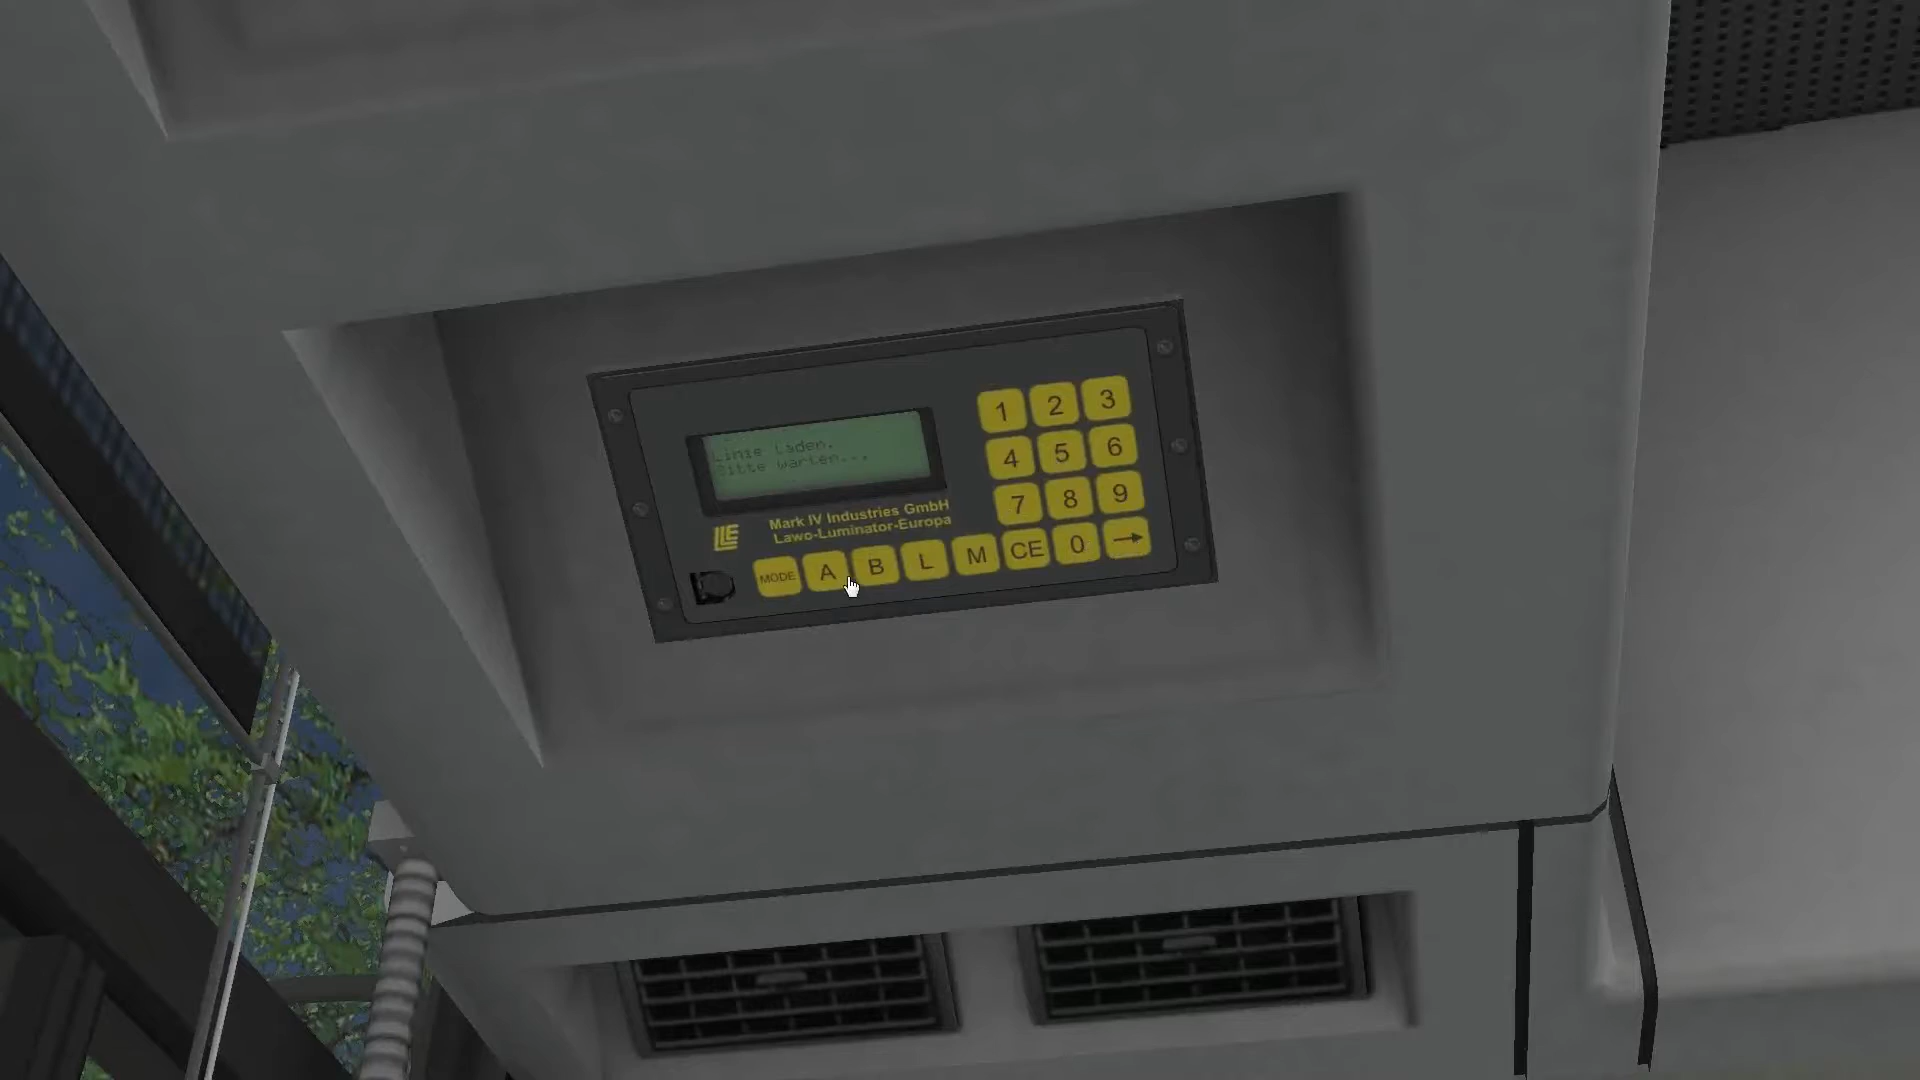 Linie Laden.
Bitte warten...
Mark IV Industries GmbH
Lawo-Luminator-Europa
LLE
1 2 3
4 5 6
7 8 9
MODE A B L M CE 0 →